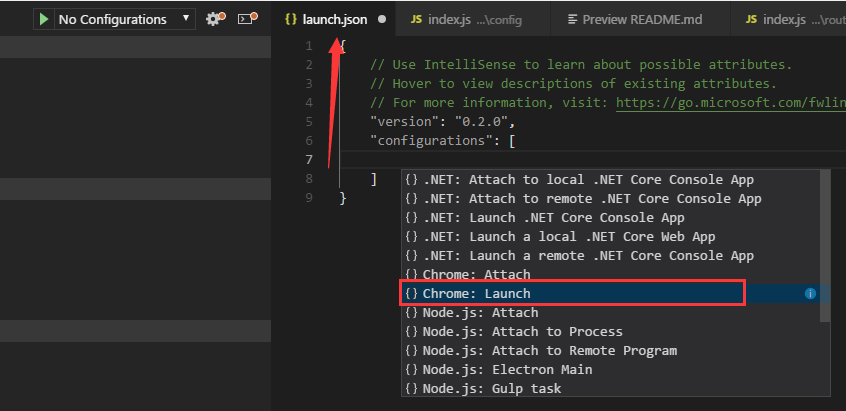 No Configurations
{ } launch.json
JS index.js ...\config
Preview README.md
JS index.js ...\rout
1 {
2 // Use IntelliSense to learn about possible attributes.
3 // Hover to view descriptions of existing attributes.
4 // For more information, visit: https://go.microsoft.com/fwlin
5 "version": "0.2.0",
6 "configurations": [
7
8 ]
9 }
{} .NET: Attach to local .NET Core Console App
{} .NET: Attach to remote .NET Core Console App
{} .NET: Launch .NET Core Console App
{} .NET: Launch a local .NET Core Web App
{} .NET: Launch a remote .NET Core Console App
{} Chrome: Attach
{} Chrome: Launch
{} Node.js: Attach
{} Node.js: Attach to Process
{} Node.js: Attach to Remote Program
{} Node.js: Electron Main
{} Node.js: Gulp task